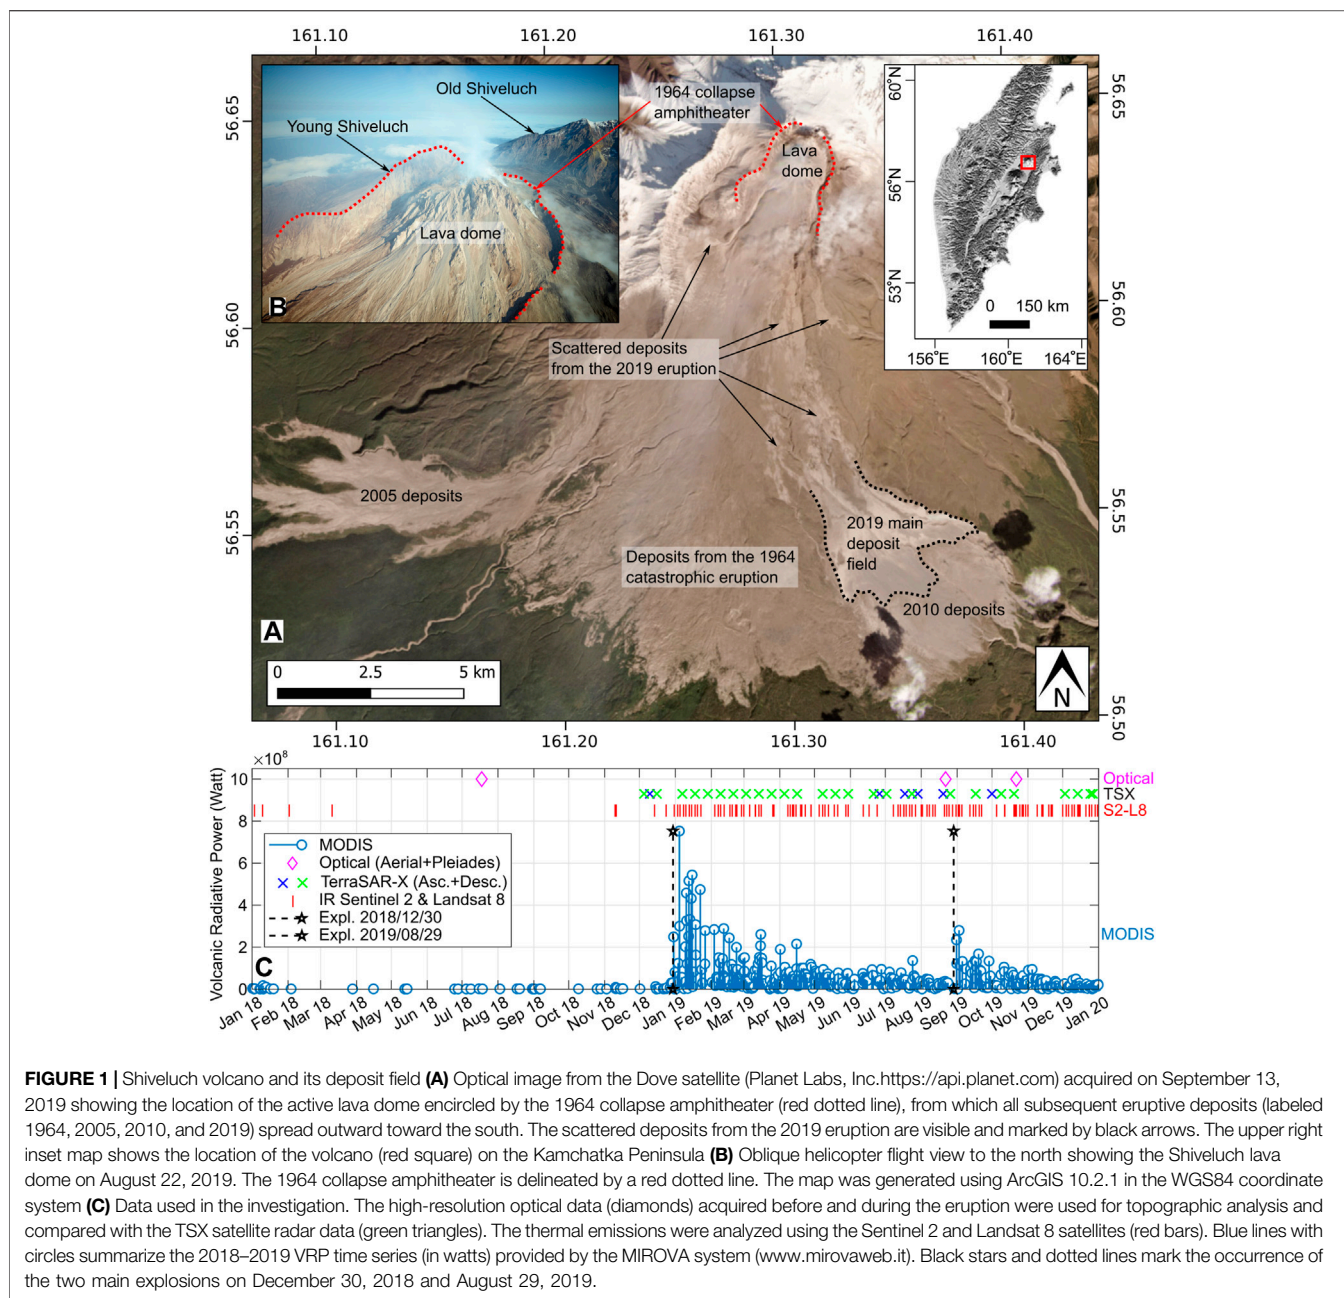 161.10 161.20 161.30 161.40
56.65
56.60
56.55
56.65
56.60
56.55
56.50
Old Shiveluch
Young Shiveluch
Lava dome
B
1964 collapse
amphitheater
Lava
dome
60°N
56°N
53°N
0 150 km
156°E 160°E 164°E
Scattered deposits
from the 2019 eruption
2005 deposits
2019 main
deposit
field
Deposits from the 1964
catastrophic eruption
2010 deposits
A
0 2.5 5 km
N
161.10 161.20 161.30 161.40
×10⁸
Volcanic Radiative Power (Watt)
10
8
6
4
2
0
Optical
TSX
S2-L8
MODIS
MODIS
Optical (Aerial+Pleiades)
TerraSAR-X (Asc.+Desc.)
IR Sentinel 2 & Landsat 8
Expl. 2018/12/30
Expl. 2019/08/29
C
Jan 18 Feb 18 Mar 18 Apr 18 May 18 Jun 18 Jul 18 Aug 18 Sep 18 Oct 18 Nov 18 Dec 18 Jan 19 Feb 19 Mar 19 Apr 19 May 19 Jun 19 Jul 19 Aug 19 Sep 19 Oct 19 Nov 19 Dec 19 Jan 20
FIGURE 1 | Shiveluch volcano and its deposit field (A) Optical image from the Dove satellite (Planet Labs, Inc.https://api.planet.com) acquired on September 13,
2019 showing the location of the active lava dome encircled by the 1964 collapse amphitheater (red dotted line), from which all subsequent eruptive deposits (labeled
1964, 2005, 2010, and 2019) spread outward toward the south. The scattered deposits from the 2019 eruption are visible and marked by black arrows. The upper right
inset map shows the location of the volcano (red square) on the Kamchatka Peninsula (B) Oblique helicopter flight view to the north showing the Shiveluch lava
dome on August 22, 2019. The 1964 collapse amphitheater is delineated by a red dotted line. The map was generated using ArcGIS 10.2.1 in the WGS84 coordinate
system (C) Data used in the investigation. The high-resolution optical data (diamonds) acquired before and during the eruption were used for topographic analysis and
compared with the TSX satellite radar data (green triangles). The thermal emissions were analyzed using the Sentinel 2 and Landsat 8 satellites (red bars). Blue lines with
circles summarize the 2018–2019 VRP time series (in watts) provided by the MIROVA system (www.mirovaweb.it). Black stars and dotted lines mark the occurrence of
the two main explosions on December 30, 2018 and August 29, 2019.